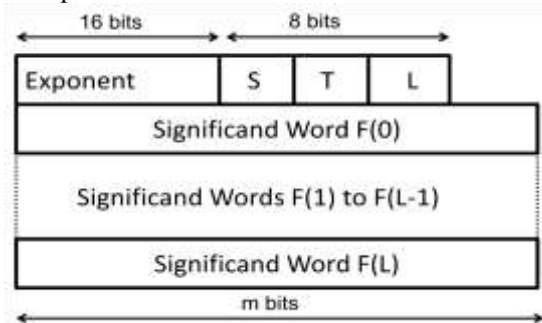 16 bits 8 bits
Exponent S T L
Significand Word F(0)
Significand Words F(1) to F(L-1)
Significand Word F(L)
m bits